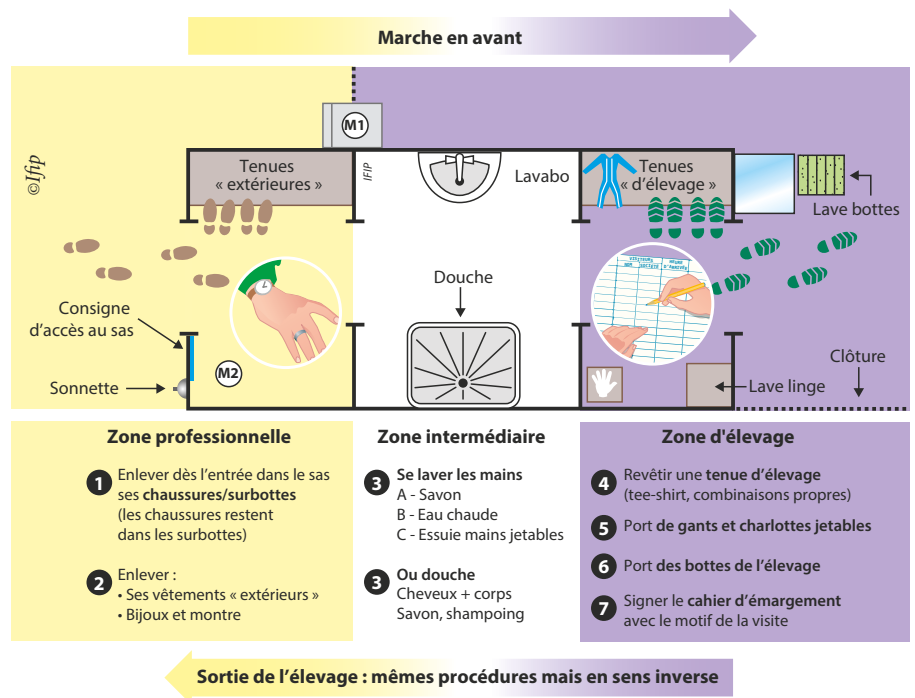 Marche en avant
©Ifip
M1
IFIP
Tenues
« extérieures »
Lavabo
Tenues
« d’élevage »
Lave bottes
Consigne
d’accès au sas
Douche
M2
Sonnette
Lave linge
Clôture
Zone professionnelle
1 Enlever dès l’entrée dans le sas
ses chaussures/surbottes
(les chaussures restent
dans les surbottes)
2 Enlever :
• Ses vêtements « extérieurs »
• Bijoux et montre
Zone intermédiaire
3 Se laver les mains
A - Savon
B - Eau chaude
C - Essuie mains jetables
3 Ou douche
Cheveux + corps
Savon, shampoing
Zone d'élevage
4 Revêtir une tenue d’élevage
(tee-shirt, combinaisons propres)
5 Port de gants et charlottes jetables
6 Port des bottes de l’élevage
7 Signer le cahier d’émargement
avec le motif de la visite
Sortie de l’élevage : mêmes procédures mais en sens inverse